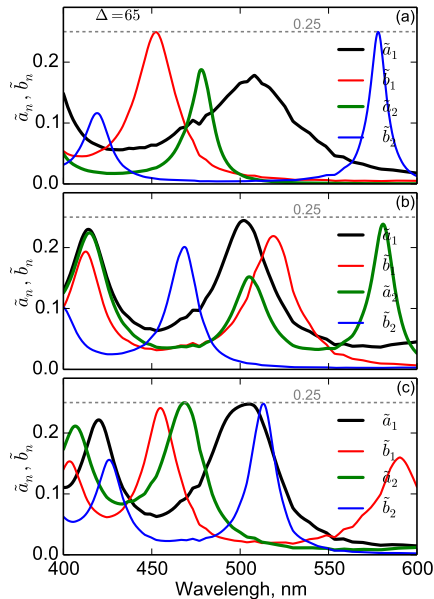 Δ=65
(a)
0.25
ã₁
b̃₁
ã₂
b̃₂
0.2
0.1
0.0
ãₙ, b̃ₙ
(b)
0.25
ã₁
b̃₁
ã₂
b̃₂
0.2
0.1
0.0
ãₙ, b̃ₙ
(c)
0.25
ã₁
b̃₁
ã₂
b̃₂
0.2
0.1
0.0
ãₙ, b̃ₙ
400 450 500 550 600
Wavelengh, nm